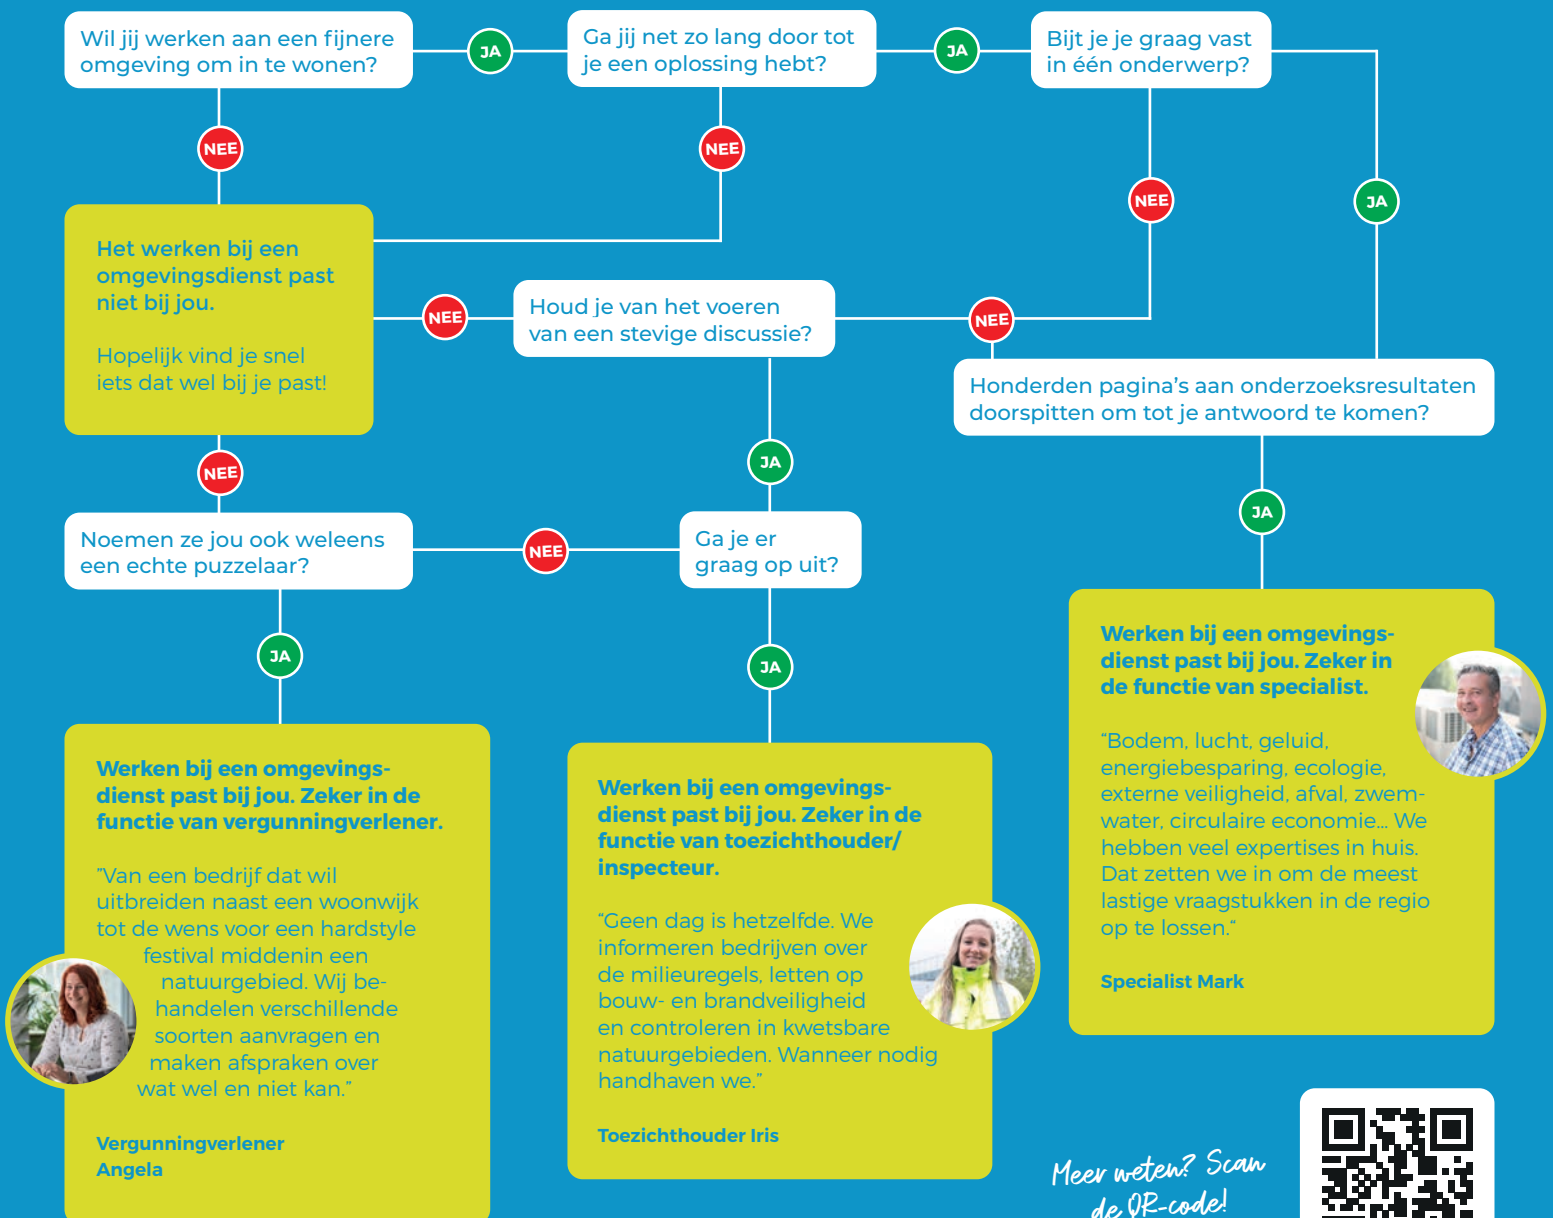 Wil jij werken aan een fijnere
omgeving om in te wonen?
JA
Ga jij net zo lang door tot
je een oplossing hebt?
JA
Bijt je je graag vast
in één onderwerp?
NEE
NEE
NEE
JA
Het werken bij een
omgevingsdienst past
niet bij jou.
Hopelijk vind je snel
iets dat wel bij je past!
NEE
Houd je van het voeren
van een stevige discussie?
NEE
Honderden pagina's aan onderzoeksresultaten
doorspitten om tot je antwoord te komen?
NEE
JA
JA
Noemen ze jou ook weleens
een echte puzzelaar?
NEE
Ga je er
graag op uit?
JA
JA
Werken bij een omgevings-
dienst past bij jou. Zeker in de
functie van vergunningverlener.
"Van een bedrijf dat wil
uitbreiden naast een woonwijk
tot de wens voor een hardstyle
festival middenin een
natuurgebied. Wij be-
handelen verschillende
soorten aanvragen en
maken afspraken over
wat wel en niet kan.”
Vergunningverlener
Angela
Werken bij een omgevings-
dienst past bij jou. Zeker in de
functie van toezichthouder/
inspecteur.
“Geen dag is hetzelfde. We
informeren bedrijven over
de milieuregels, letten op
bouw- en brandveiligheid
en controleren in kwetsbare
natuurgebieden. Wanneer nodig
handhaven we.”
Toezichthouder Iris
Werken bij een omgevings-
dienst past bij jou. Zeker in
de functie van specialist.
“Bodem, lucht, geluid,
energiebesparing, ecologie,
externe veiligheid, afval, zwem-
water, circulaire economie... We
hebben veel expertises in huis.
Dat zetten we in om de meest
lastige vraagstukken in de regio
op te lossen.“
Specialist Mark
Meer weten? Scan
de QR-code!